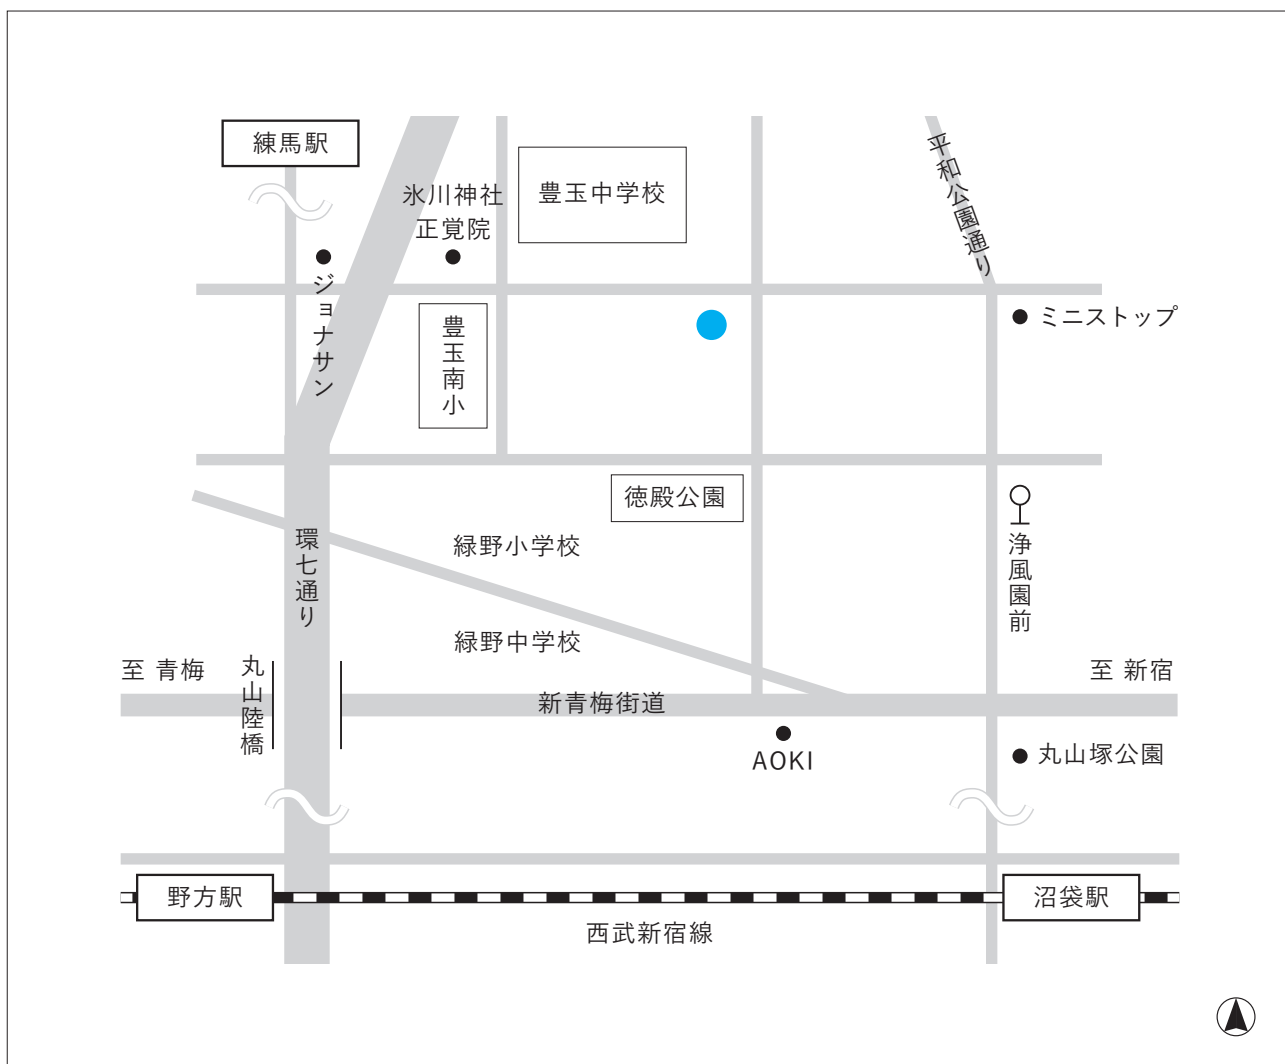 練馬駅
氷川神社
正覚院
豊玉中学校
平和公園通り
ジョナサン
豊玉南小
ミニストップ
徳殿公園
環七通り
緑野小学校
浄風園前
緑野中学校
至 青梅
丸山陸橋
至 新宿
新青梅街道
AOKI
丸山塚公園
野方駅
沼袋駅
西武新宿線